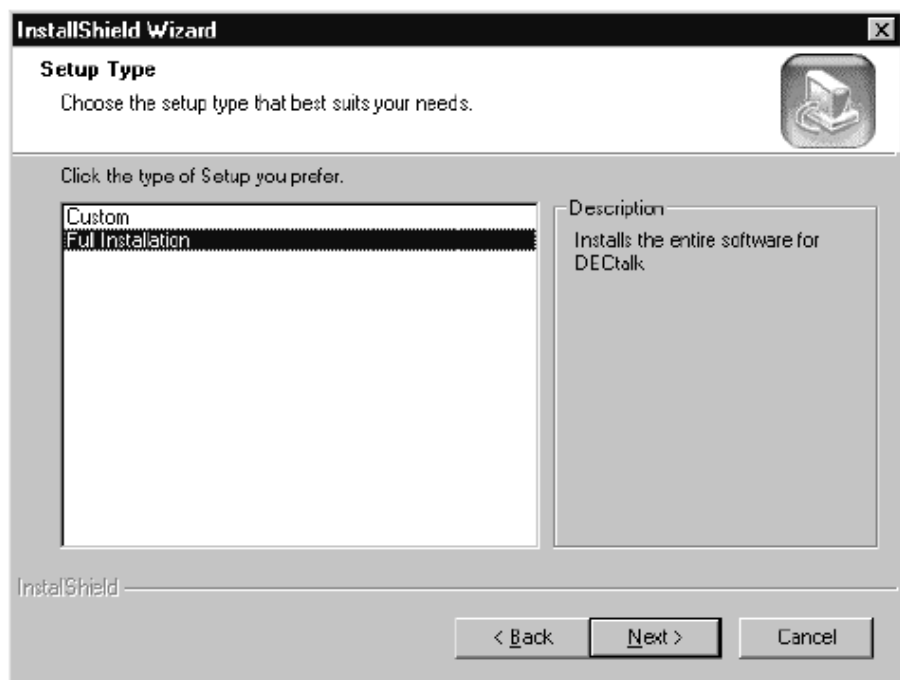 InstallShield Wizard
Setup Type
Choose the setup type that best suits your needs.
Click the type of Setup you prefer.
Custom
Full Installation
Description
Installs the entire software for
DECtalk
InstallShield
< Back
Next >
Cancel